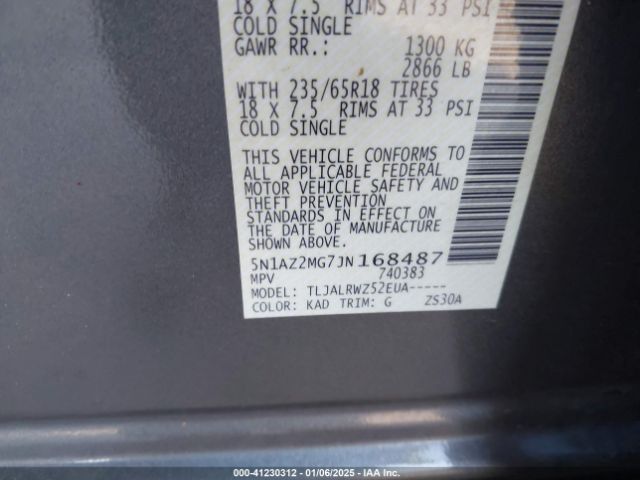 18 X 7.5 RIMS AT 33 PSI
COLD SINGLE
GAWR RR.: 1300 KG
2866 LB
WITH 235/65R18 TIRES
18 X 7.5 RIMS AT 33 PSI
COLD SINGLE
THIS VEHICLE CONFORMS TO
ALL APPLICABLE FEDERAL
MOTOR VEHICLE SAFETY AND
THEFT PREVENTION
STANDARDS IN EFFECT ON
THE DATE OF MANUFACTURE
SHOWN ABOVE.
5N1AZ2MG7JN168487
MPV 740383
MODEL: TLJALRWZ52EUA-----
COLOR: KAD TRIM: G ZS30A
000-41230312 - 01/06/2025 - IAA Inc.